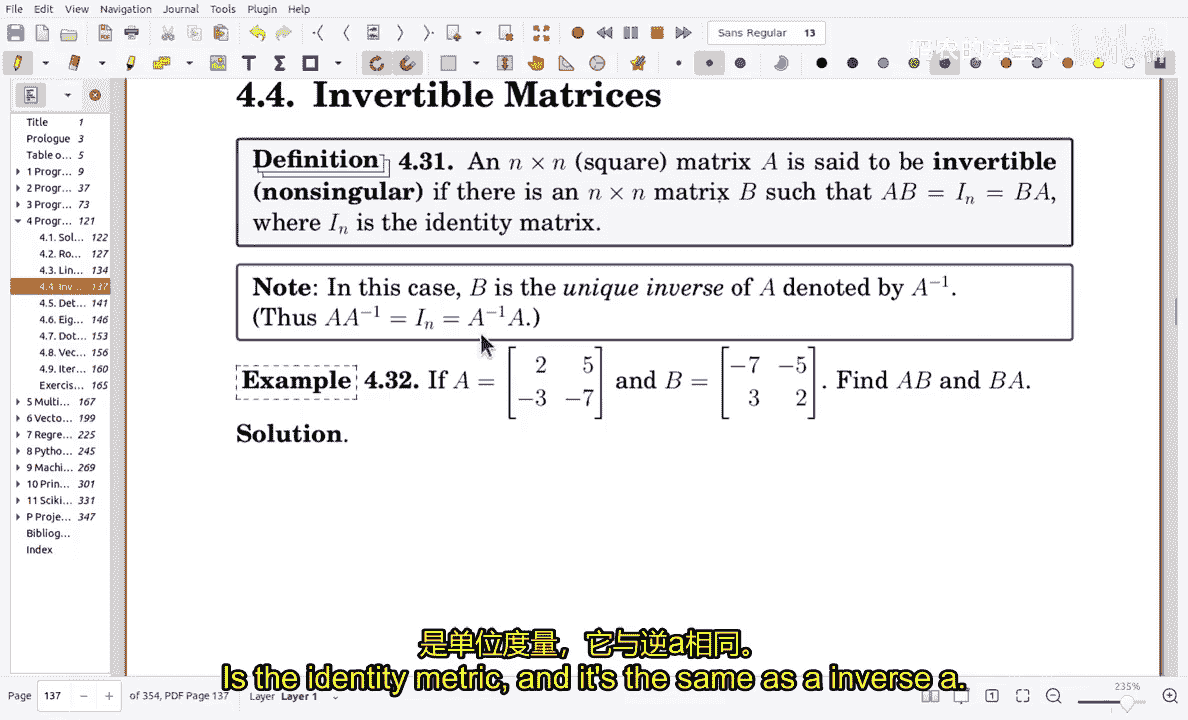 File Edit View Navigation Journal Tools Plugin Help
Sans Regular 13
4.4. Invertible Matrices
Definition 4.31. An n × n (square) matrix A is said to be invertible
(nonsingular) if there is an n × n matrix B such that AB = Iₙ = BA,
where Iₙ is the identity matrix.
Note: In this case, B is the unique inverse of A denoted by A⁻¹.
(Thus AA⁻¹ = Iₙ = A⁻¹A.)
Example 4.32. If A = [2 5 -3 -7] and B = [-7 -5 3 2]. Find AB and BA.
Solution.
Title 1
Prologue 3
Table o... 5
1 Progr... 9
2 Progr... 37
3 Progr... 73
4 Progr... 121
4.1. Sol... 122
4.2. Ro... 127
4.3. Lin... 134
4.4. Inv... 137
4.5. Det... 141
4.6. Eig... 146
4.7. Dot... 153
4.8. Vec... 156
4.9. Iter... 160
Exercis... 165
5 Multi... 167
6 Vecto... 199
7 Regre... 225
8 Pytho... 245
9 Machi... 269
10 Prin... 301
11 Sciki... 331
P Proje... 347
Bibliog...
Index
是单位度量，它与逆a相同。
Is the identity metric, and it's the same as a inverse a.
Page 137 of 354, PDF Page 137 Layer Layer 1 235%